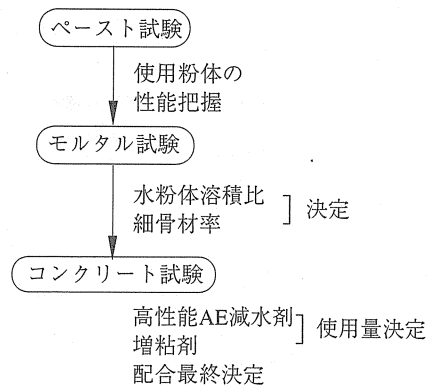 ペースト試験
使用粉体の
性能把握
モルタル試験
水粉体溶積比
細骨材率
決定
コンクリート試験
高性能AE減水剤
増粘剤
使用量決定
配合最終決定